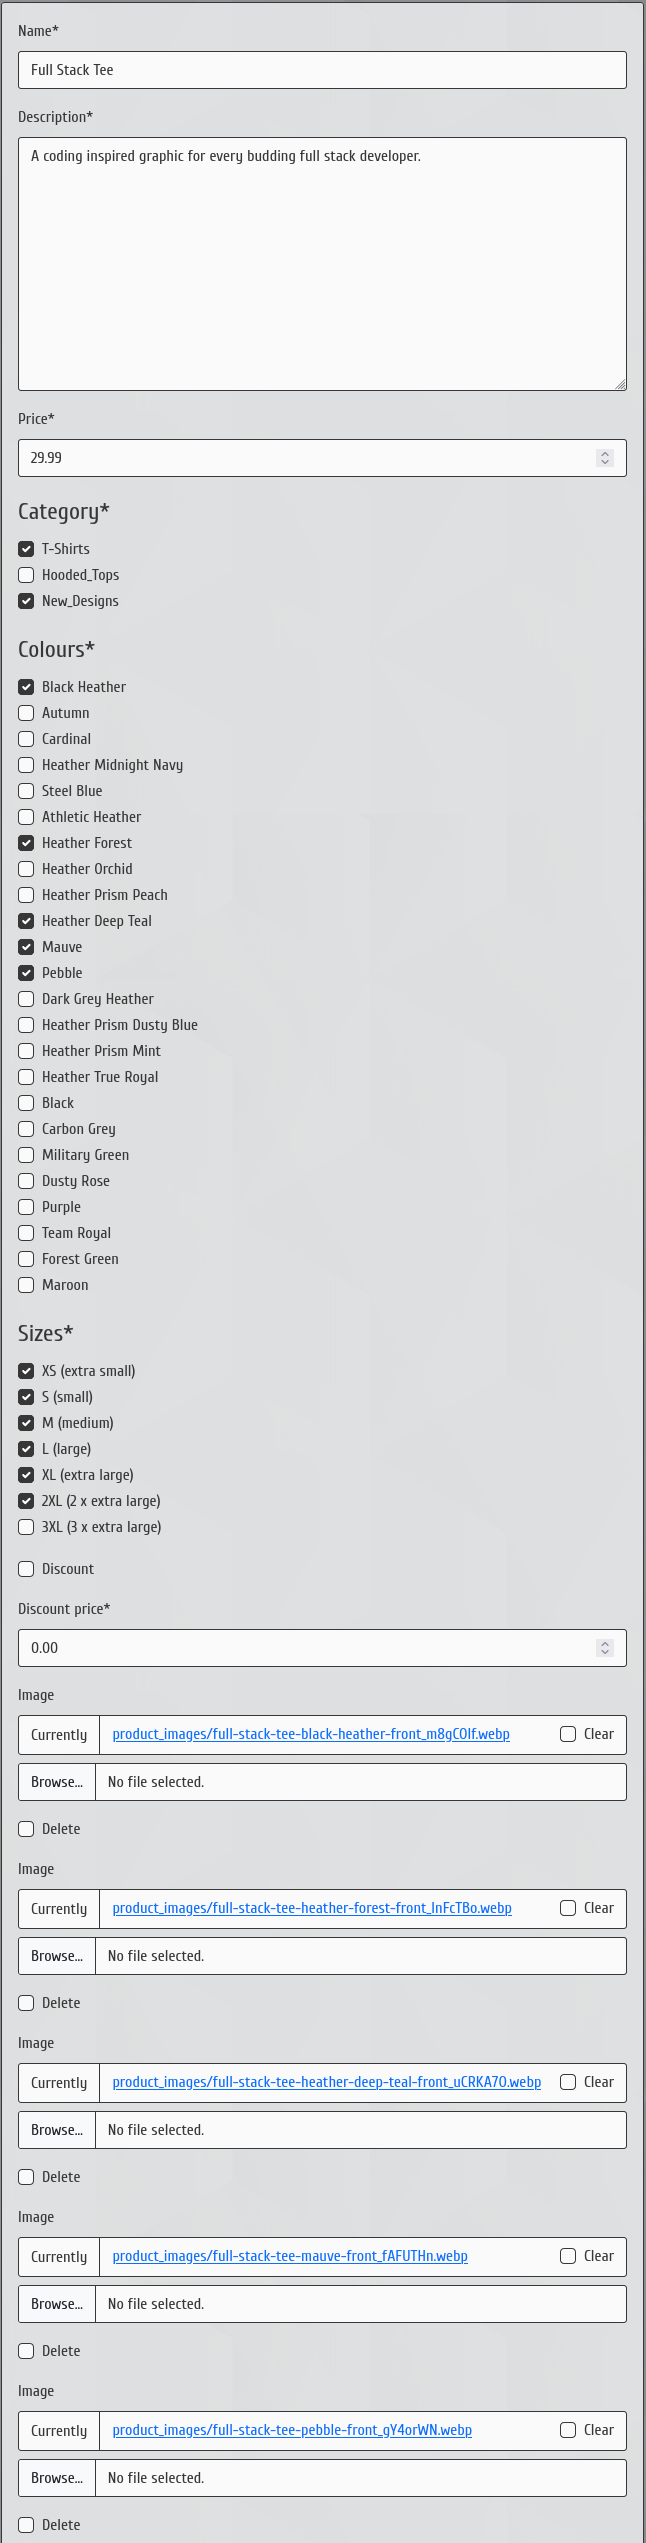 Name*
Full Stack Tee
Description*
A coding inspired graphic for every budding full stack developer.
Price*
29.99
Category*
T-Shirts
Hooded_Tops
New_Designs
Colours*
Black Heather
Autumn
Cardinal
Heather Midnight Navy
Steel Blue
Athletic Heather
Heather Forest
Heather Orchid
Heather Prism Peach
Heather Deep Teal
Mauve
Pebble
Dark Grey Heather
Heather Prism Dusty Blue
Heather Prism Mint
Heather True Royal
Black
Carbon Grey
Military Green
Dusty Rose
Purple
Team Royal
Forest Green
Maroon
Sizes*
XS (extra small)
S (small)
M (medium)
L (large)
XL (extra large)
2XL (2 x extra large)
3XL (3 x extra large)
Discount
Discount price*
0.00
Image
Currently product_images/full-stack-tee-black-heather-front_m8gCOlf.webp Clear
Browse... No file selected.
Delete
Image
Currently product_images/full-stack-tee-heather-forest-front_lnFcTBo.webp Clear
Browse... No file selected.
Delete
Image
Currently product_images/full-stack-tee-heather-deep-teal-front_uCRKA7O.webp Clear
Browse... No file selected.
Delete
Image
Currently product_images/full-stack-tee-mauve-front_fAFUTHn.webp Clear
Browse... No file selected.
Delete
Image
Currently product_images/full-stack-tee-pebble-front_gY4orWN.webp Clear
Browse... No file selected.
Delete